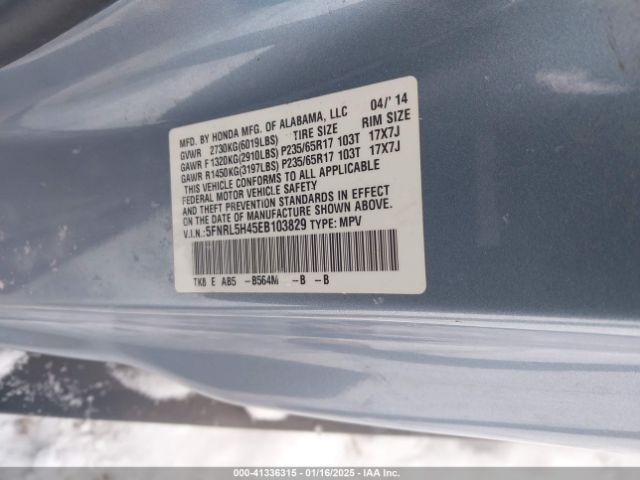 MFD. BY HONDA MFG. OF ALABAMA, LLC 04/' 14
GVWR 2730KG(6019LBS) TIRE SIZE RIM SIZE
GAWR F1320KG(2910LBS) P235/65R17 103T 17X7J
GAWR R1450KG(3197LBS) P235/65R17 103T 17X7J
THIS VEHICLE CONFORMS TO ALL APPLICABLE
FEDERAL MOTOR VEHICLE SAFETY
AND THEFT PREVENTION STANDARDS IN EFFECT
ON THE DATE OF MANUFACTURE SHOWN ABOVE.
V.I.N.:5FNRL5H45EB103829 TYPE: MPV
TK8 E AB5 -B564M -B -B
000-41336315 - 01/16/2025 - IAA Inc.